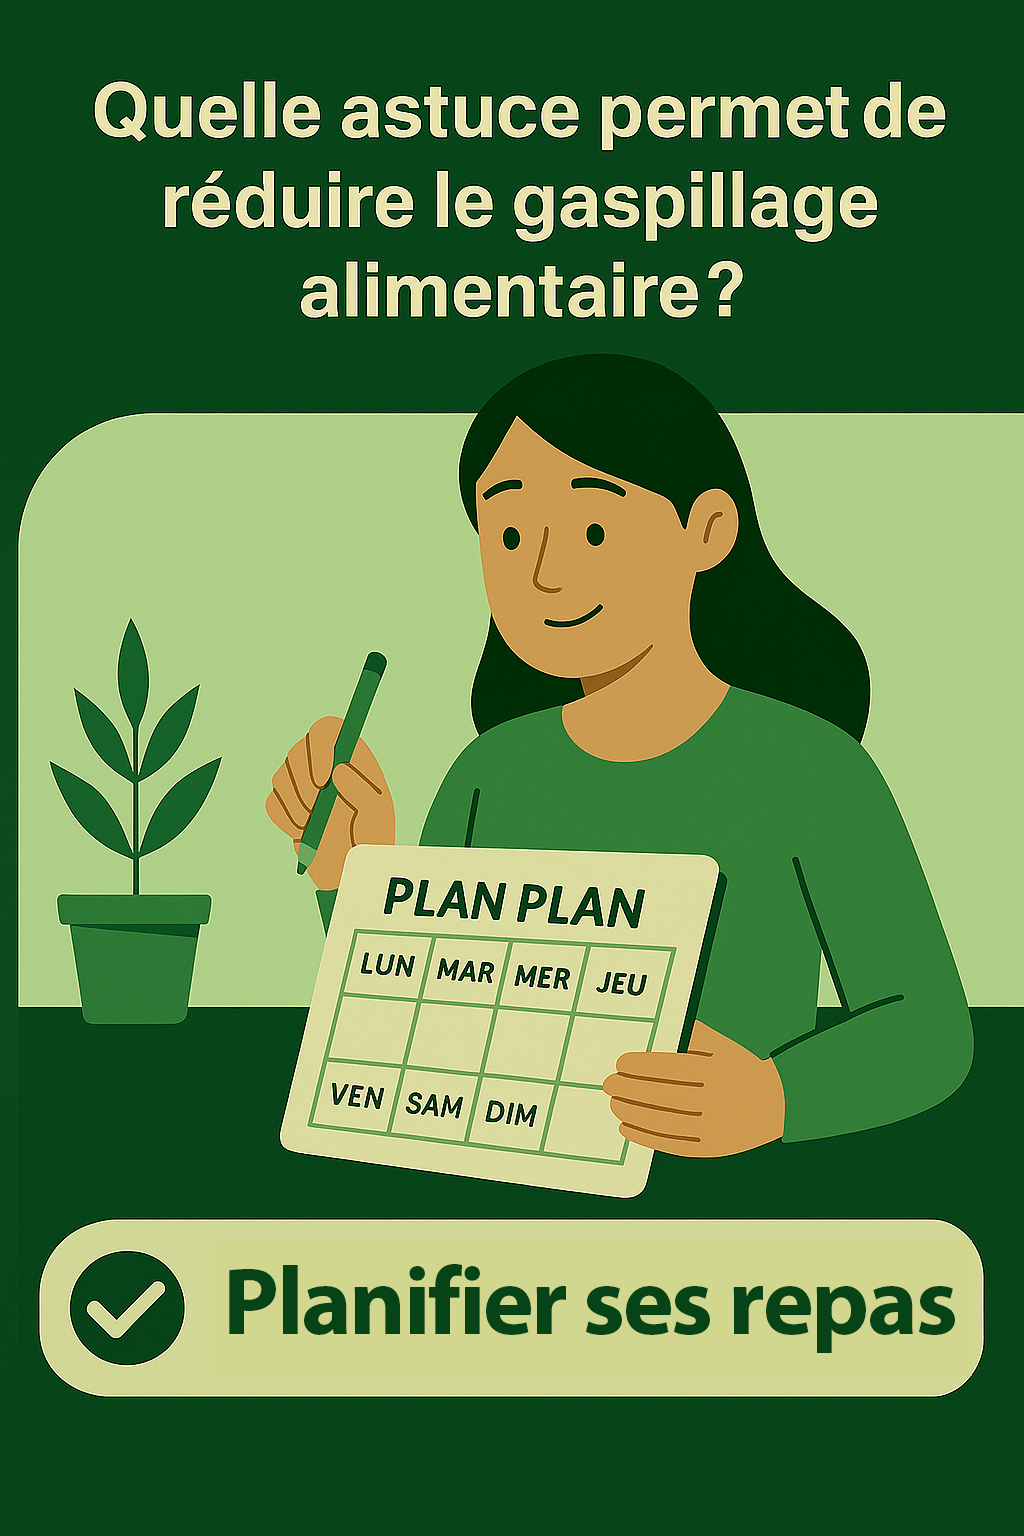 Quelle astuce permet de
réduire le gaspillage
alimentaire ?
PLAN PLAN
LUN MAR MER JEU
VEN SAM DIM
Planifier ses repas